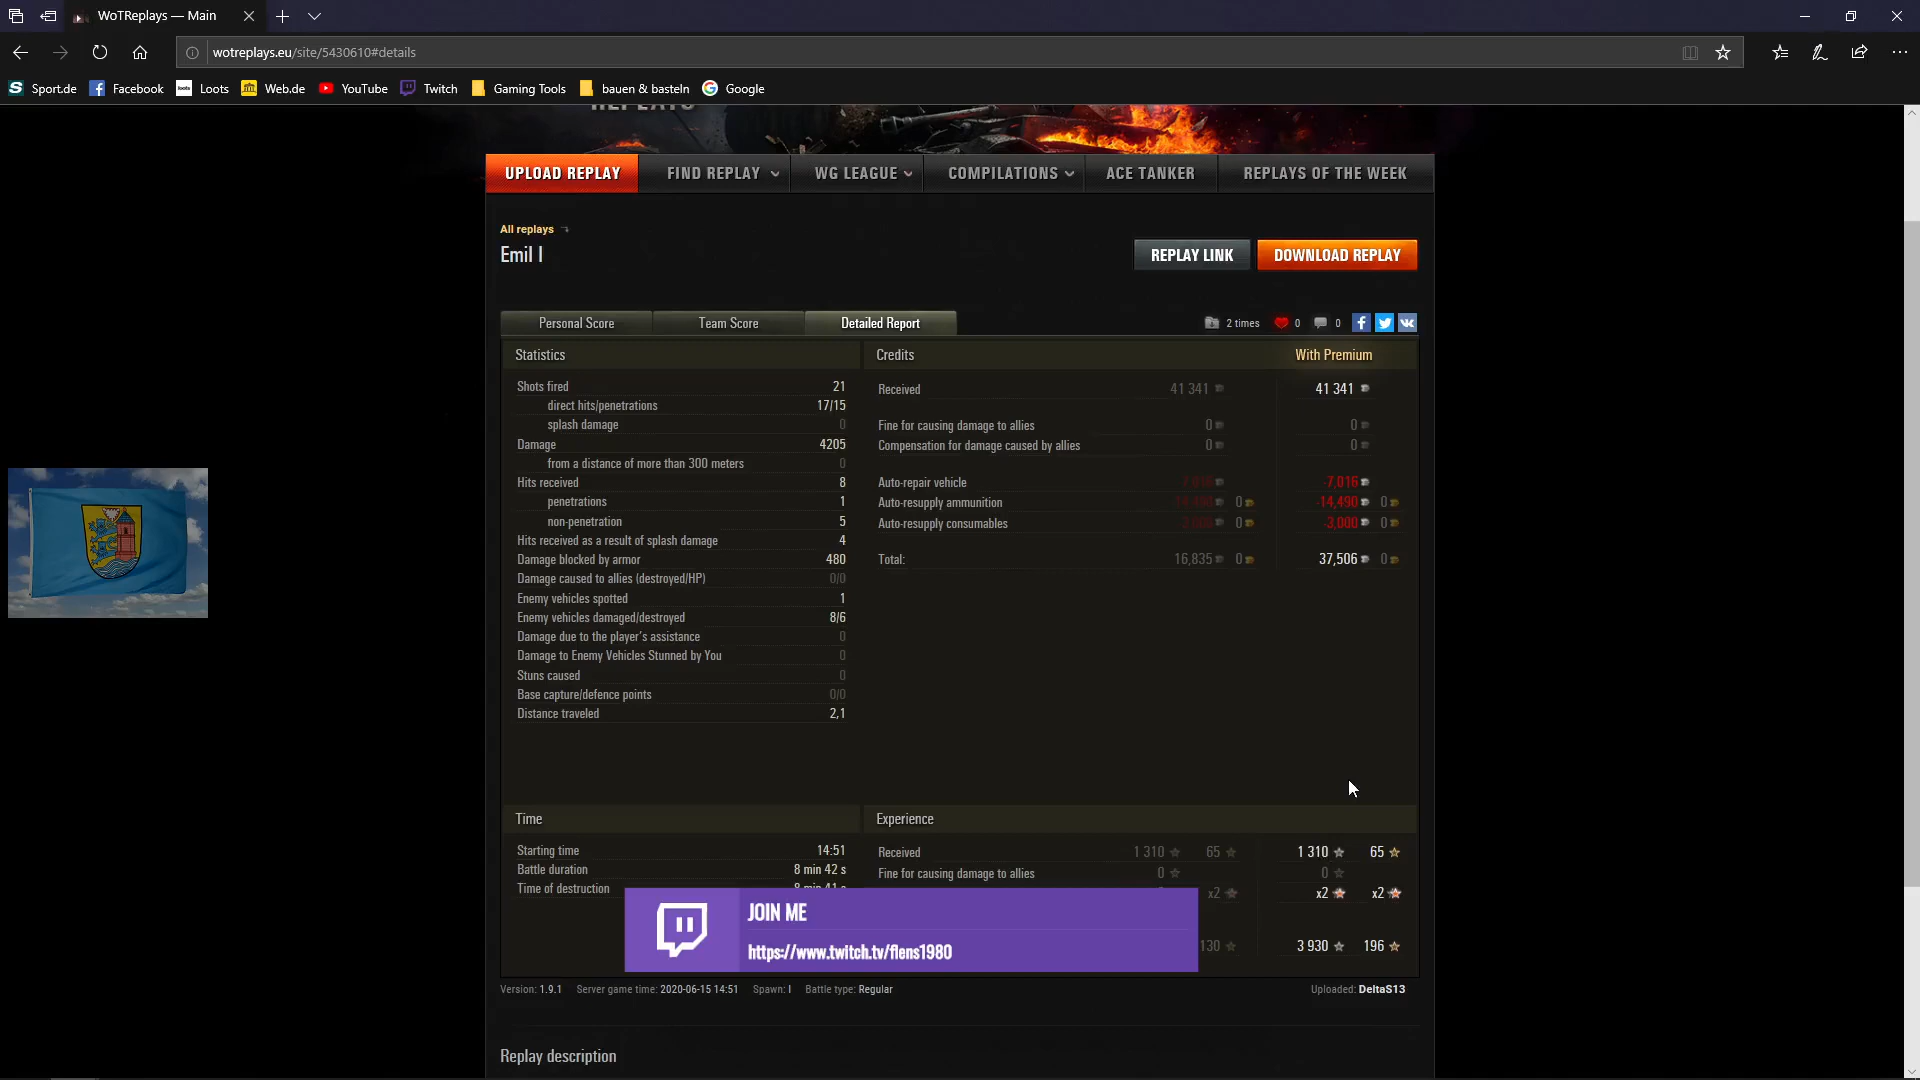 WoTReplays — Main
wotreplays.eu/site/5430610#details
Sport.de
Facebook
Loots
Web.de
YouTube
Twitch
Gaming Tools
bauen & basteln
Google
REPLAYS
UPLOAD REPLAY
FIND REPLAY
WG LEAGUE
COMPILATIONS
ACE TANKER
REPLAYS OF THE WEEK
All replays
Emil I
REPLAY LINK
DOWNLOAD REPLAY
Personal Score
Team Score
Detailed Report
2 times
0
0
Statistics
Shots fired 21
direct hits/penetrations 17/15
splash damage 0
Damage 4205
from a distance of more than 300 meters 0
Hits received 8
penetrations 1
non-penetration 5
Hits received as a result of splash damage 4
Damage blocked by armor 480
Damage caused to allies (destroyed/HP) 0/0
Enemy vehicles spotted 1
Enemy vehicles damaged/destroyed 8/6
Damage due to the player's assistance 0
Damage to Enemy Vehicles Stunned by You 0
Stuns caused 0
Base capture/defence points 0/0
Distance traveled 2,1
Credits With Premium
Received 41 341 41 341
Fine for causing damage to allies 0 0
Compensation for damage caused by allies 0 0
Auto-repair vehicle -7,016 -7,016
Auto-resupply ammunition -14,490 0 -14,490 0
Auto-resupply consumables -3,000 0 -3,000 0
Total: 16,835 0 37,506 0
Time
Starting time 14:51
Battle duration 8 min 42 s
Time of destruction 8 min 41 s
Experience
Received 1 310 65 1 310 65
Fine for causing damage to allies 0 0
x2 x2 x2
130 3 930 196
JOIN ME
https://www.twitch.tv/flens1980
Version: 1.9.1 Server game time: 2020-06-15 14:51 Spawn: I Battle type: Regular
Uploaded: DeltaS13
Replay description